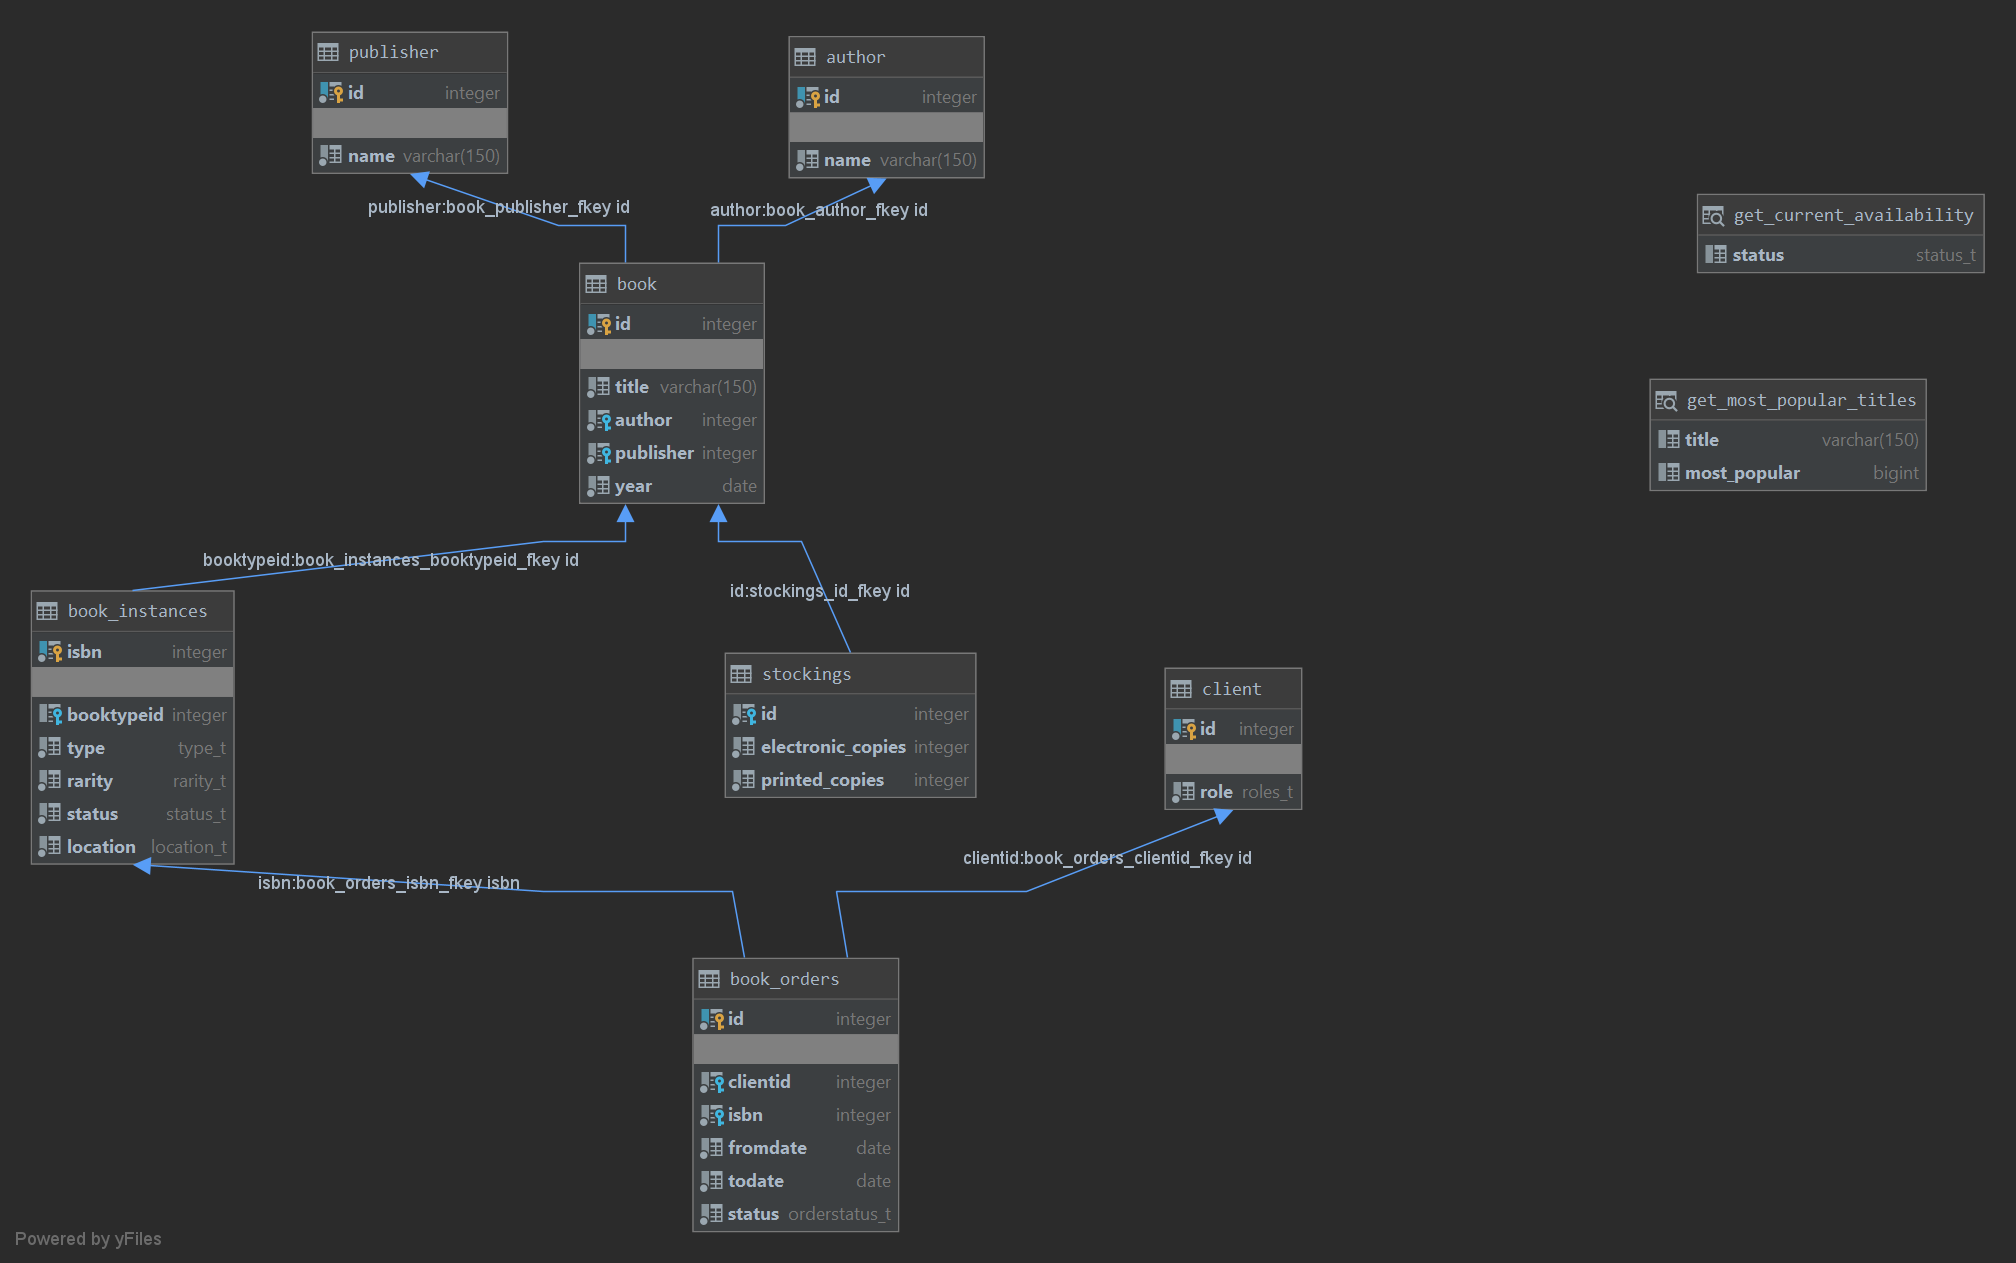 publisher
id integer
name varchar(150)
author
id integer
name varchar(150)
publisher:book_publisher_fkey id
author:book_author_fkey id
get_current_availability
status status_t
book
id integer
title varchar(150)
author integer
publisher integer
year date
get_most_popular_titles
title varchar(150)
most_popular bigint
booktypeid:book_instances_booktypeid_fkey id
id:stockings_id_fkey id
book_instances
isbn integer
booktypeid integer
type type_t
rarity rarity_t
status status_t
location location_t
stockings
id integer
electronic_copies integer
printed_copies integer
client
id integer
role roles_t
clientid:book_orders_clientid_fkey id
isbn:book_orders_isbn_fkey isbn
book_orders
id integer
clientid integer
isbn integer
fromdate date
todate date
status orderstatus_t
Powered by yFiles